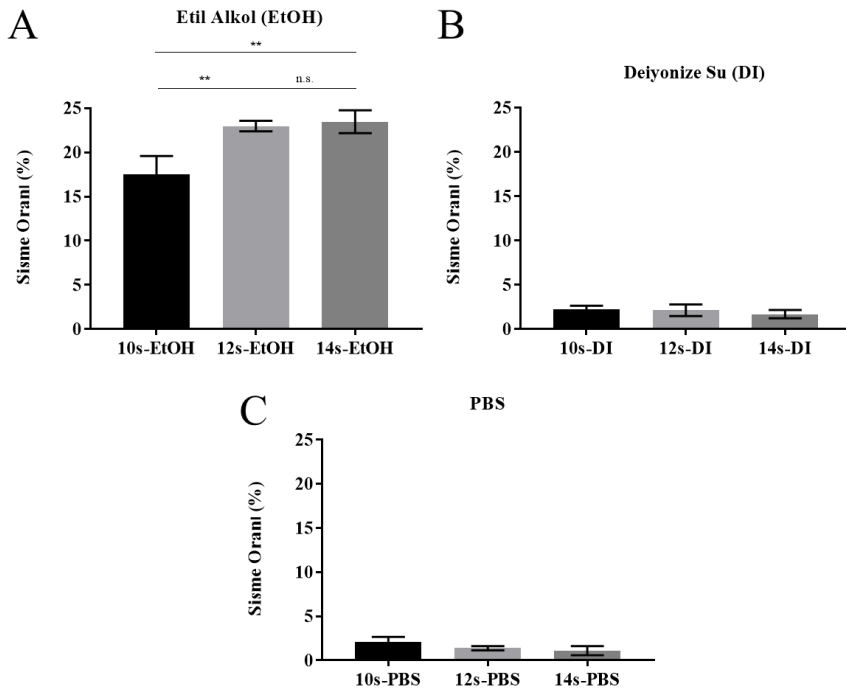 A
Etil Alkol (EtOH)
**
** n.s.
Sisme Oranı (%)
25
20
15
10
5
0
10s-EtOH 12s-EtOH 14s-EtOH
B
Deiyonize Su (DI)
Sisme Oranı (%)
25
20
15
10
5
0
10s-DI 12s-DI 14s-DI
C
PBS
Sisme Oranı (%)
25
20
15
10
5
0
10s-PBS 12s-PBS 14s-PBS